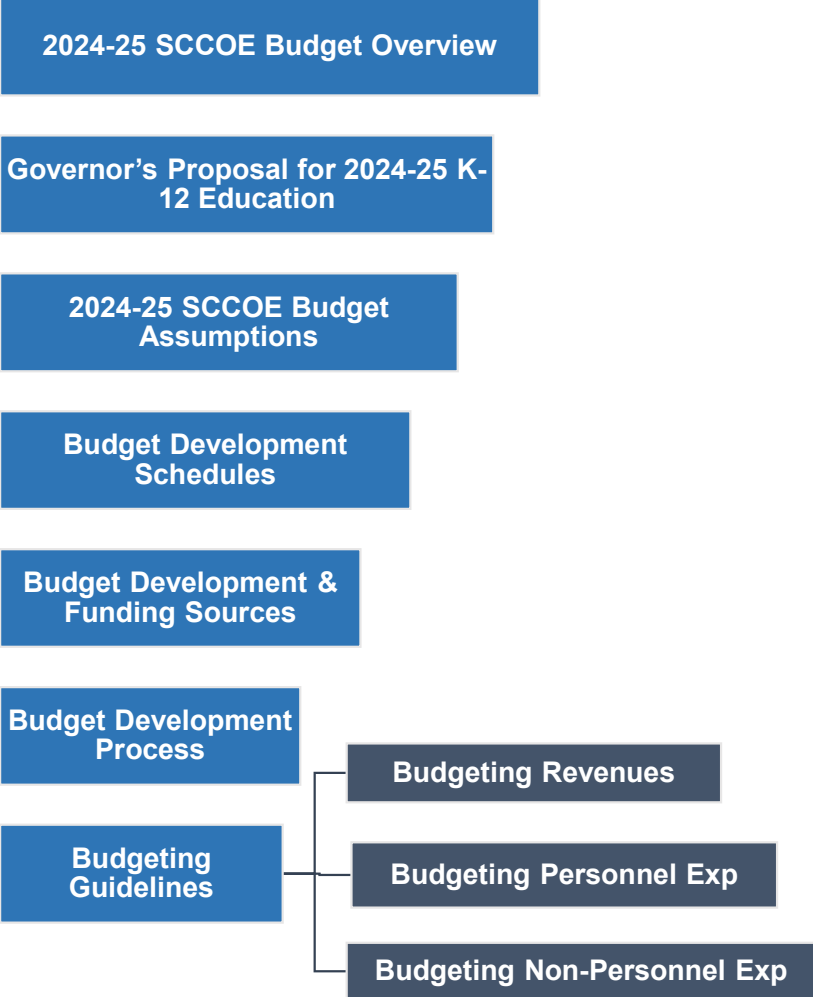 2024-25 SCCOE Budget Overview
Governor’s Proposal for 2024-25 K-
12 Education
2024-25 SCCOE Budget
Assumptions
Budget Development
Schedules
Budget Development &
Funding Sources
Budget Development
Process
Budgeting
Guidelines
Budgeting Revenues
Budgeting Personnel Exp
Budgeting Non-Personnel Exp